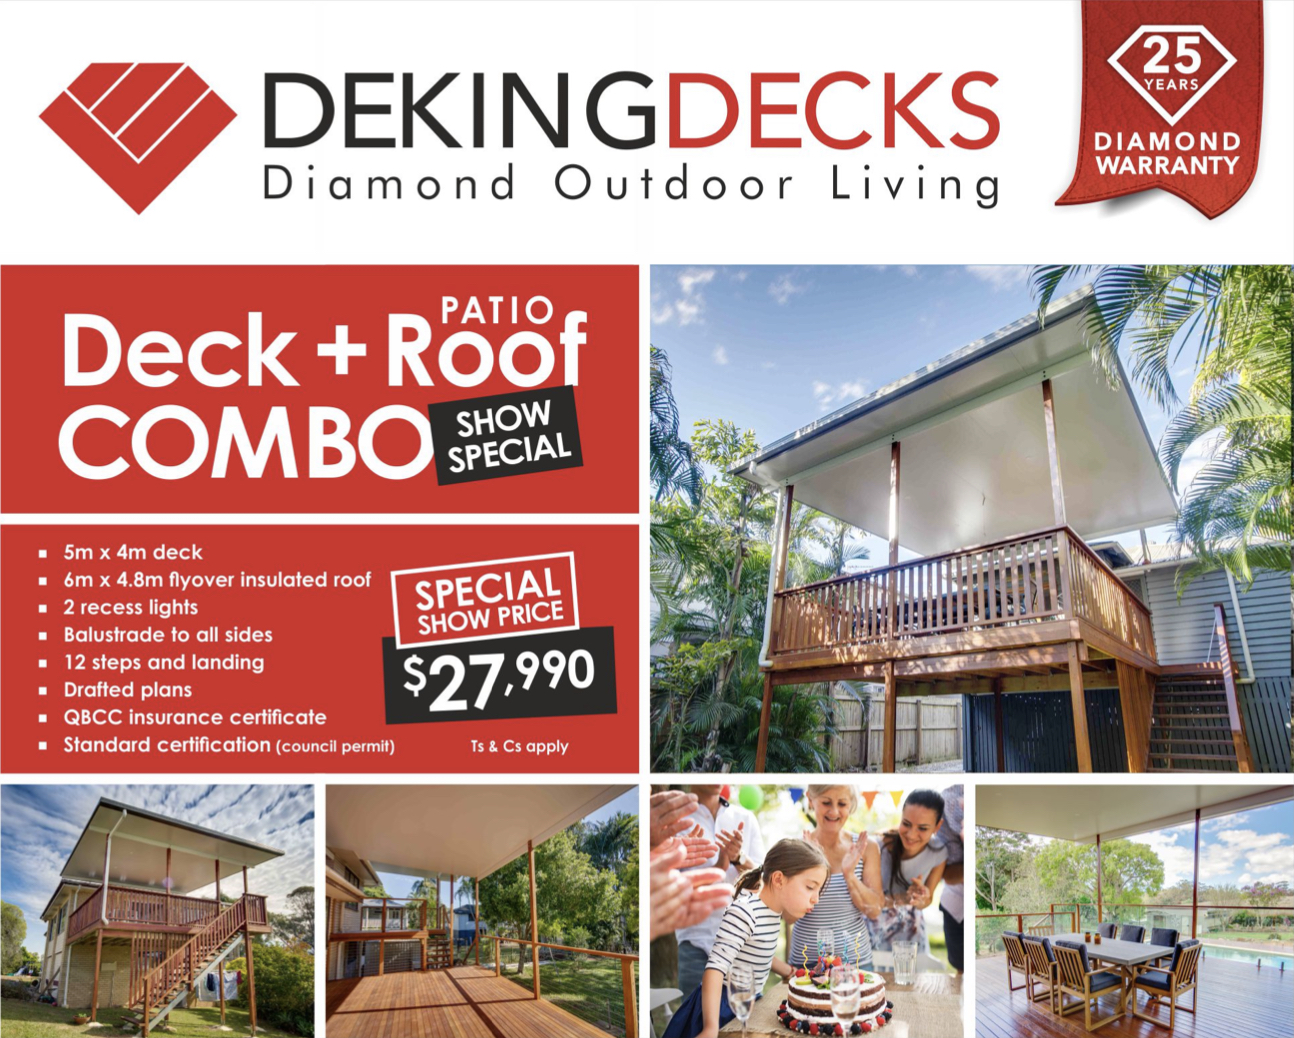 DEKINGDECKS
Diamond Outdoor Living
25
YEARS
DIAMOND
WARRANTY
PATIO
Deck + Roof
COMBO
SHOW
SPECIAL
▪ 5m x 4m deck
▪ 6m x 4.8m flyover insulated roof
▪ 2 recess lights
▪ Balustrade to all sides
▪ 12 steps and landing
▪ Drafted plans
▪ QBCC insurance certificate
▪ Standard certification (council permit)
SPECIAL
SHOW PRICE
$27,990
Ts & Cs apply